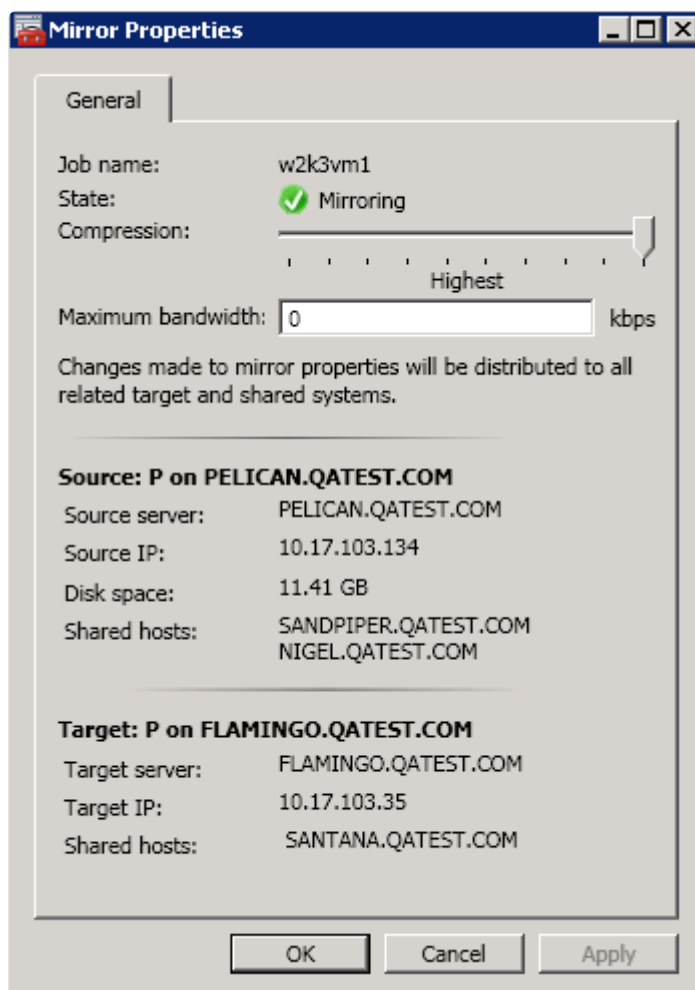 Mirror Properties
General
Job name: w2k3vm1
State: Mirroring
Compression:
Highest
Maximum bandwidth: 0 kbps
Changes made to mirror properties will be distributed to all
related target and shared systems.
Source: P on PELICAN.QATEST.COM
Source server: PELICAN.QATEST.COM
Source IP: 10.17.103.134
Disk space: 11.41 GB
Shared hosts: SANDPIPER.QATEST.COM
NIGEL.QATEST.COM
Target: P on FLAMINGO.QATEST.COM
Target server: FLAMINGO.QATEST.COM
Target IP: 10.17.103.35
Shared hosts: SANTANA.QATEST.COM
OK Cancel Apply